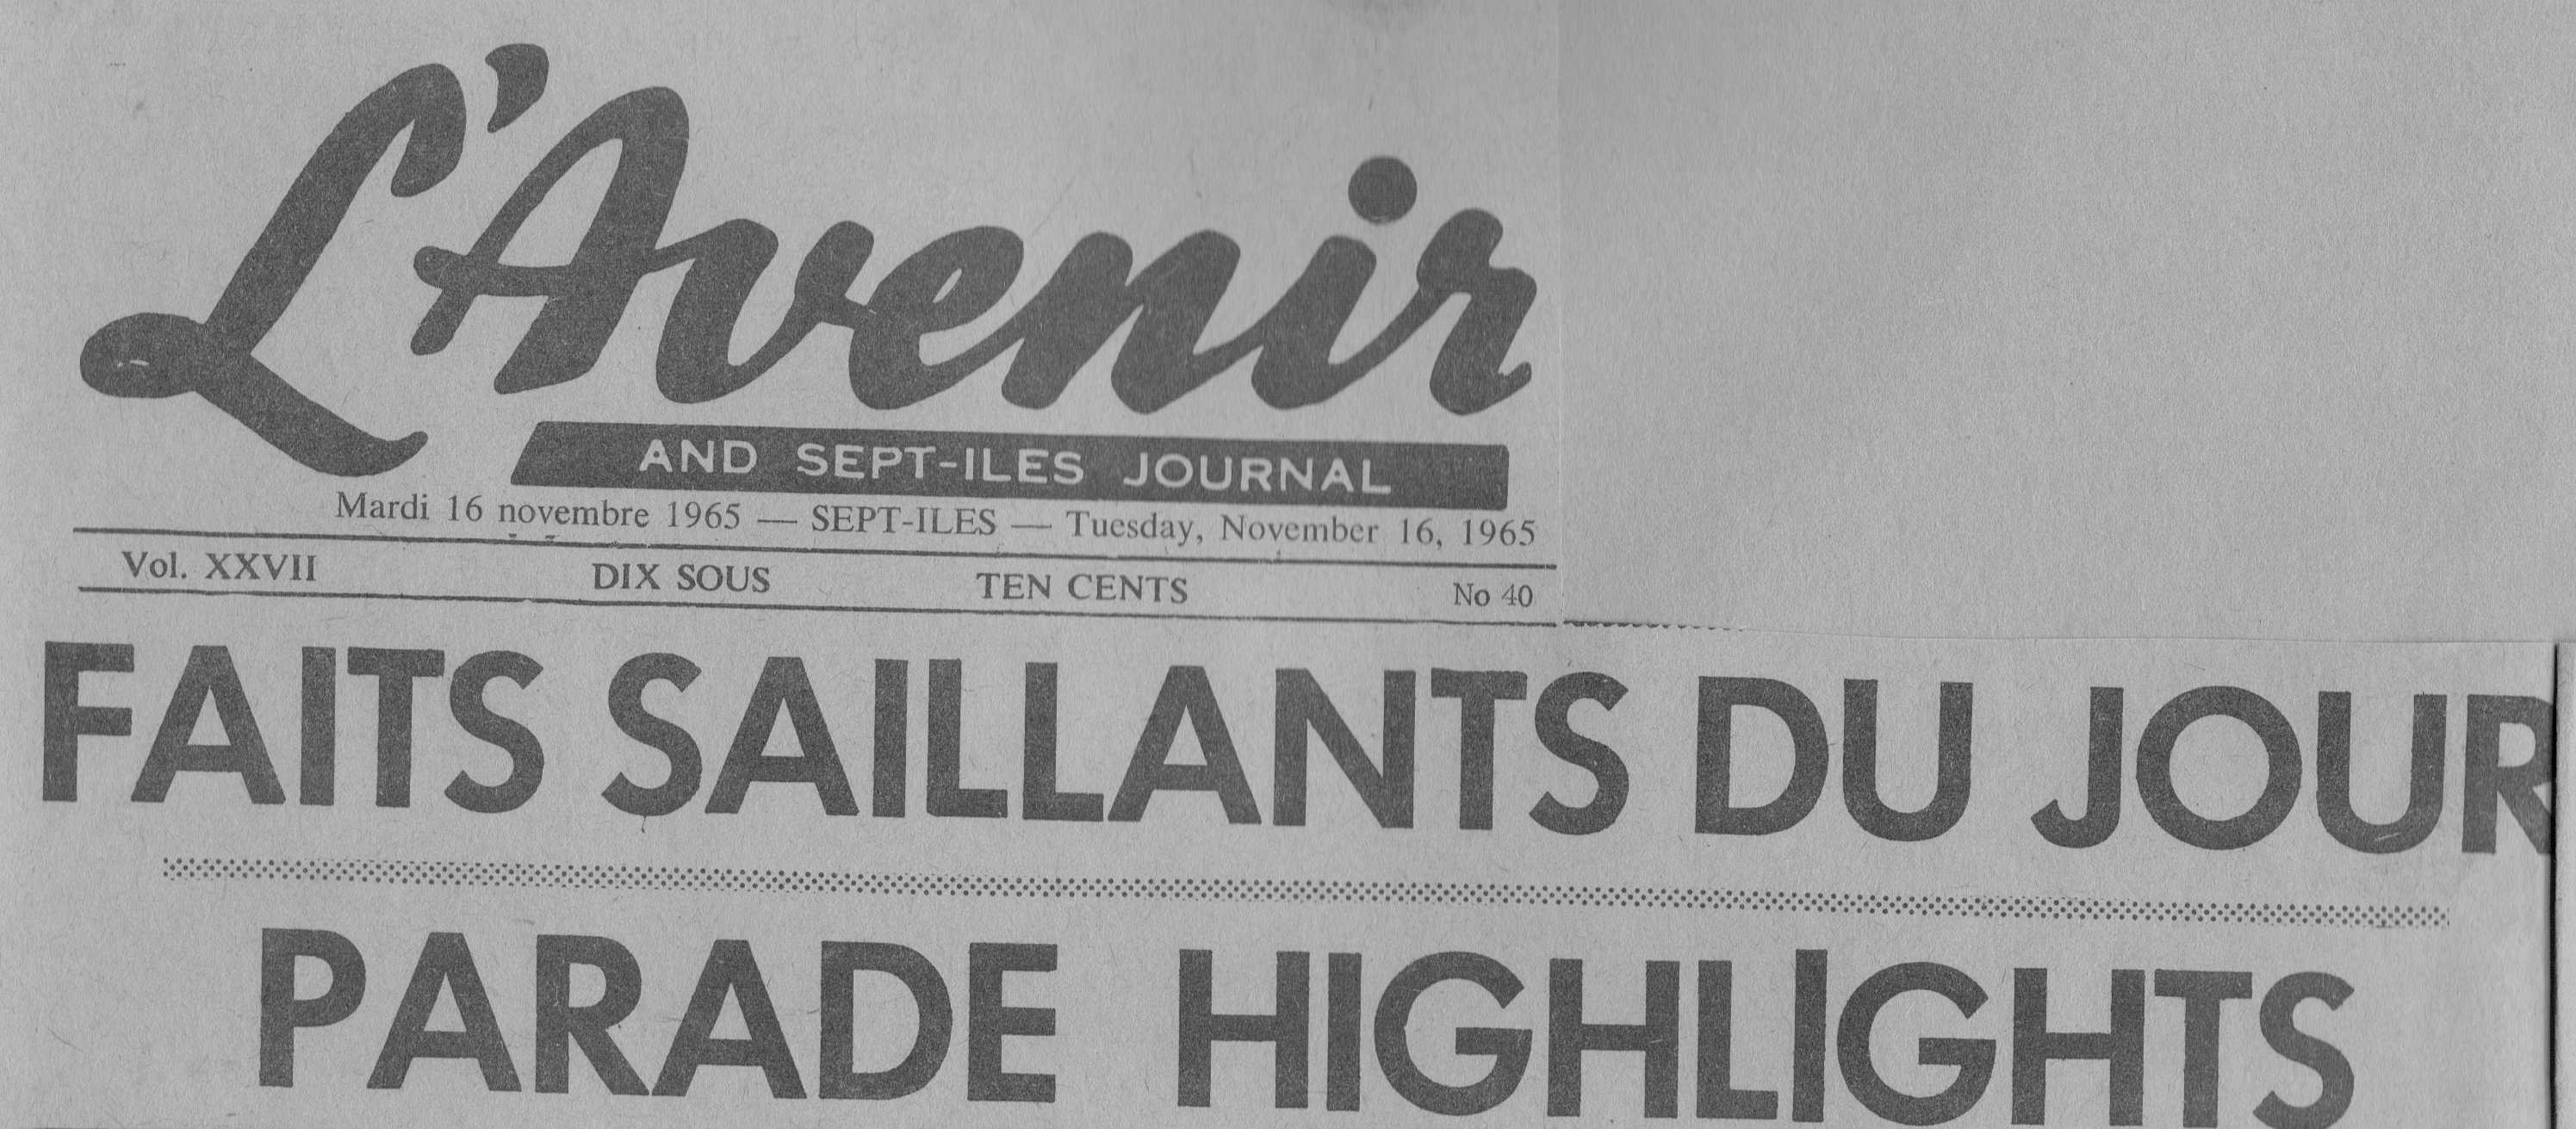 L'Avenir
AND SEPT-ILES JOURNAL
Mardi 16 novembre 1965 — SEPT-ILES — Tuesday, November 16, 1965
Vol. XXVII DIX SOUS TEN CENTS No 40
FAITS SAILLANTS DU JOUR
PARADE HIGHLIGHTS